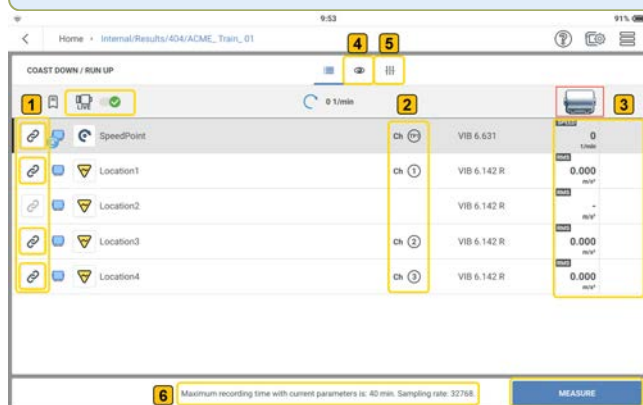 9:53
91%
Home › Internal/Results/404/ACME_Train_ 01
4 5
COAST DOWN / RUN UP
1 LIVE 0 1/min 2 3
SpeedPoint Ch VIB 6.631 SPEED 0
1/min
Location1 Ch 1 VIB 6.142 R RMS 0.000
m/s²
Location2 VIB 6.142 R RMS -
m/s²
Location3 Ch 2 VIB 6.142 R RMS 0.000
m/s²
Location4 Ch 3 VIB 6.142 R RMS 0.000
m/s²
6 Maximum recording time with current parameters is: 40 min. Sampling rate: 32768. MEASURE